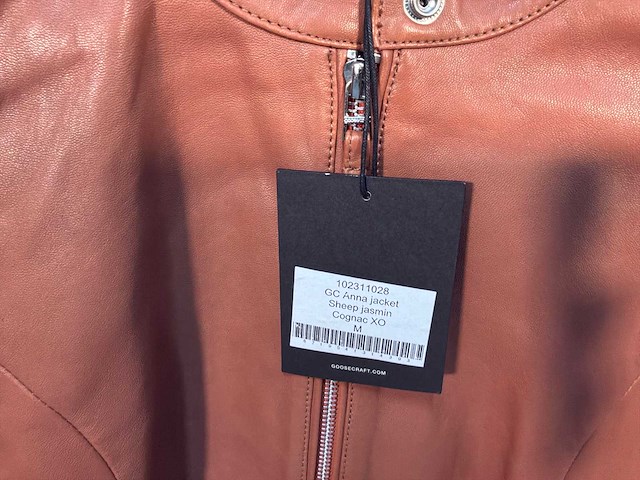 102311028
GC Anna jacket
Sheep jasmin
Cognac XO
M
GOOSECRAFT.COM